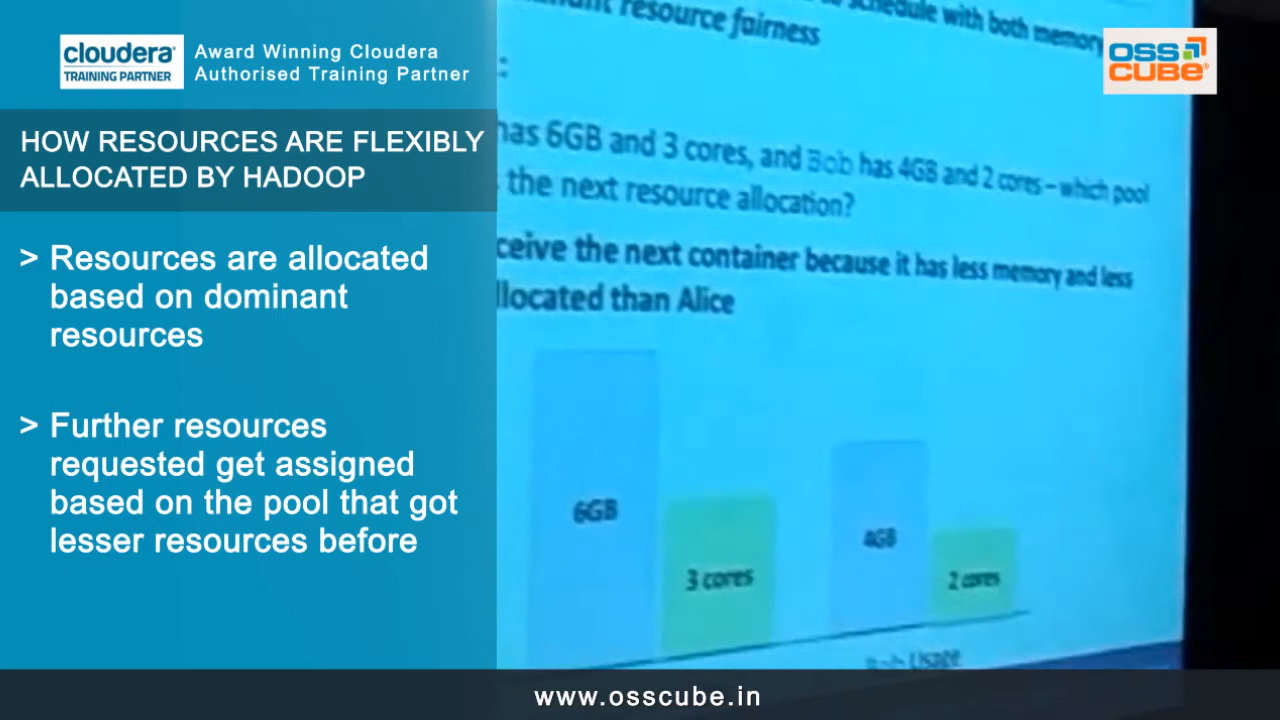 cloudera
TRAINING PARTNER
Award Winning Cloudera
Authorised Training Partner
OSS
CUBE
HOW RESOURCES ARE FLEXIBLY
ALLOCATED BY HADOOP
> Resources are allocated
based on dominant
resources
> Further resources
requested get assigned
based on the pool that got
lesser resources before
resource fairness
schedule with both memory
has 6GB and 3 cores, and Bob has 4GB and 2 cores – which pool
the next resource allocation?
the next container because it has less memory and less
than Alice
6GB
3 cores
4GB
2 cores
Bob Usage
www.osscube.in